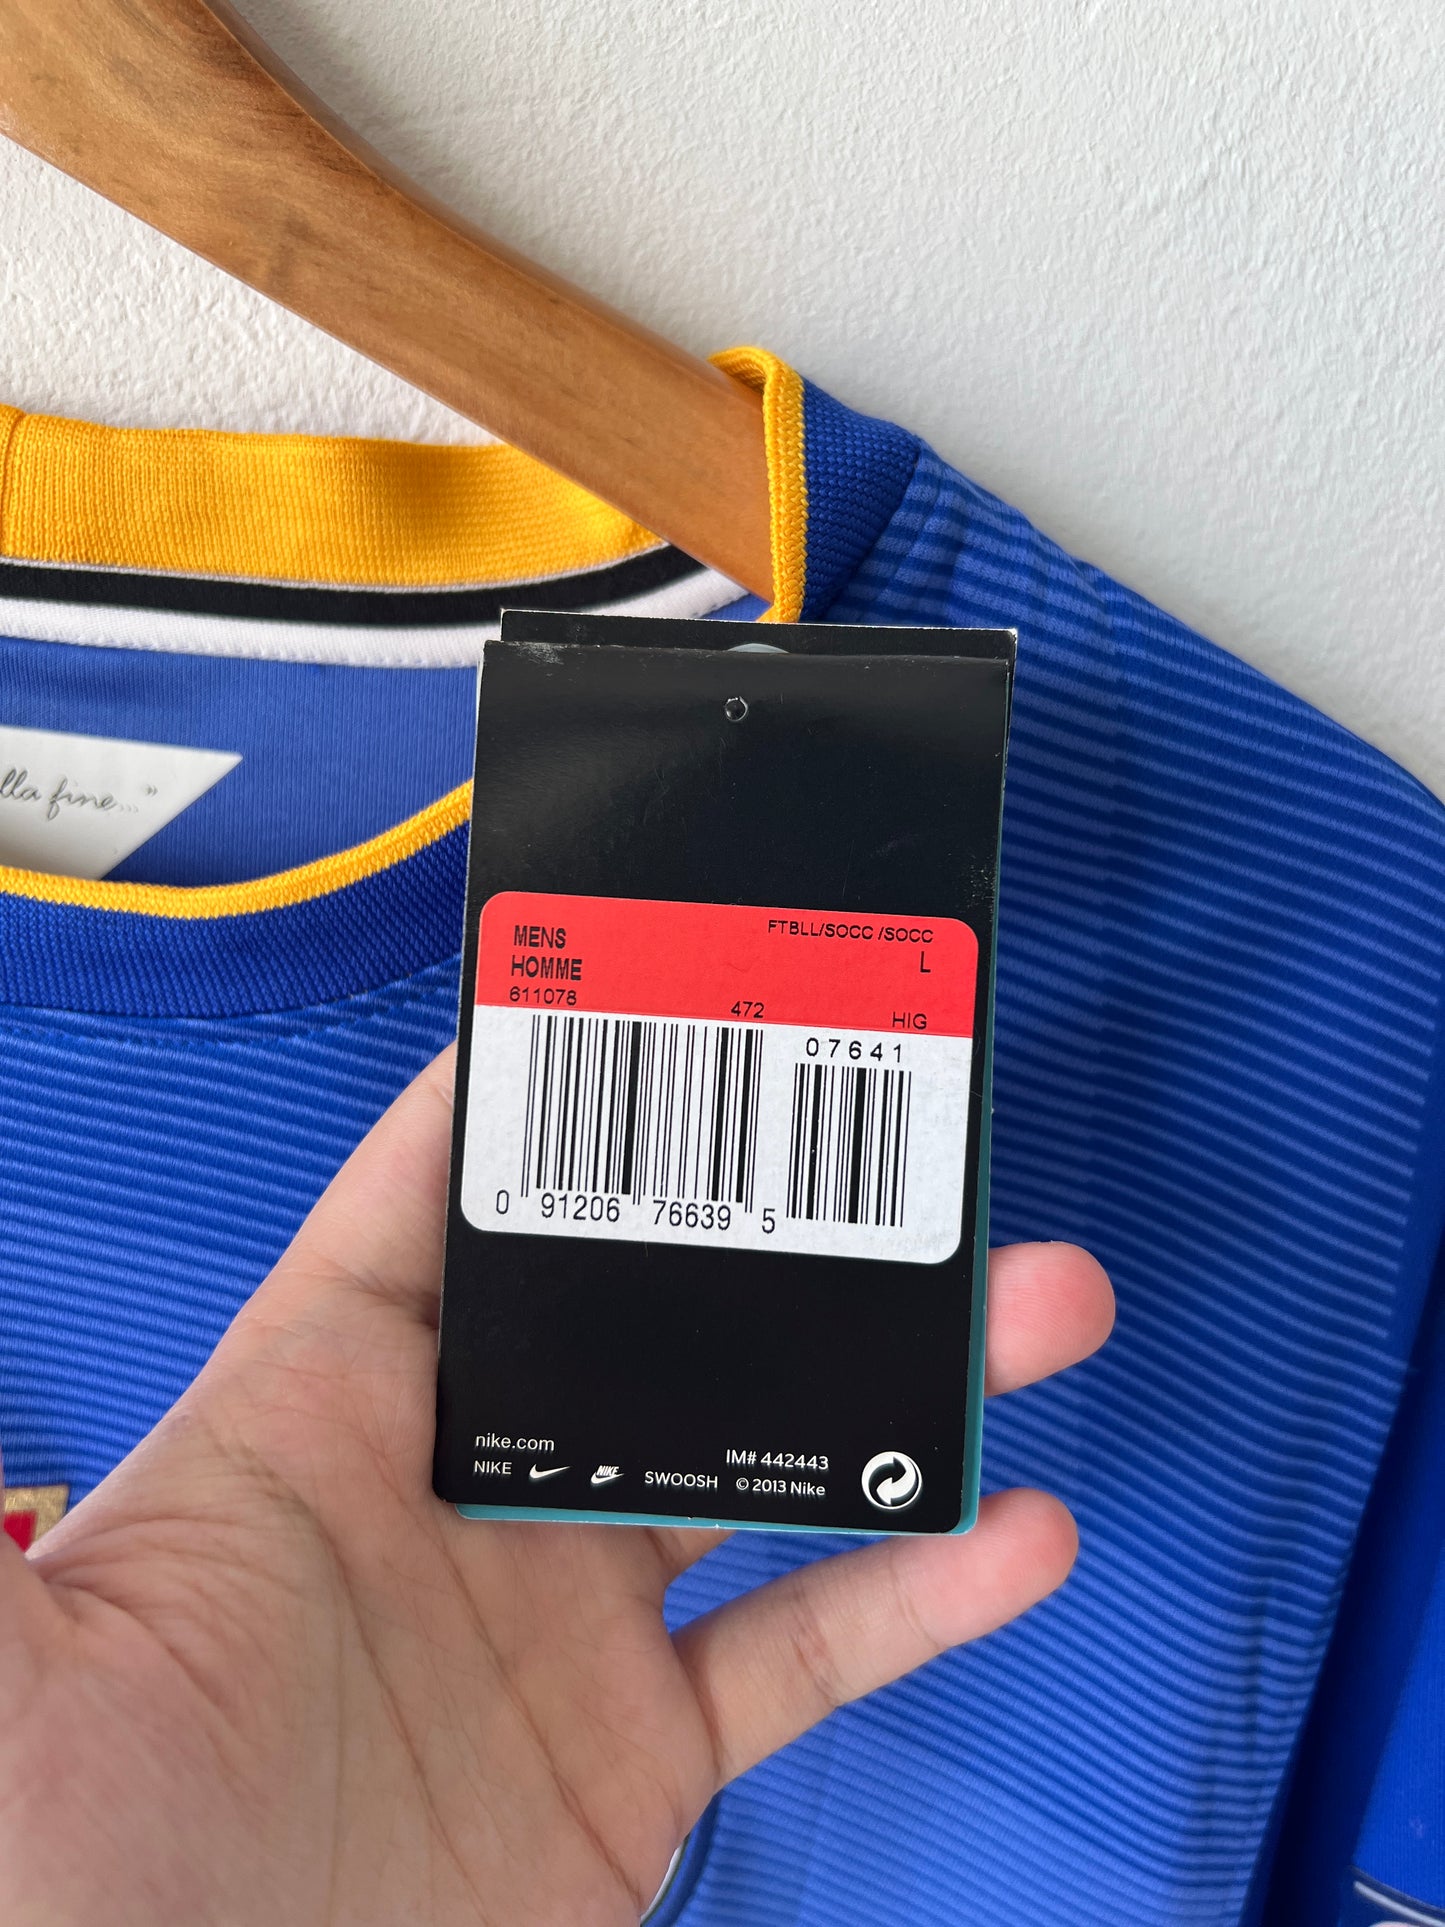 lla fine..."
MENS
FTBLL/SOCC /SOCC
HOMME
L
611078
472
HIG
07641
0 91206 76639 5
nike.com
IM# 442443
NIKE NIKE SWOOSH © 2013 Nike